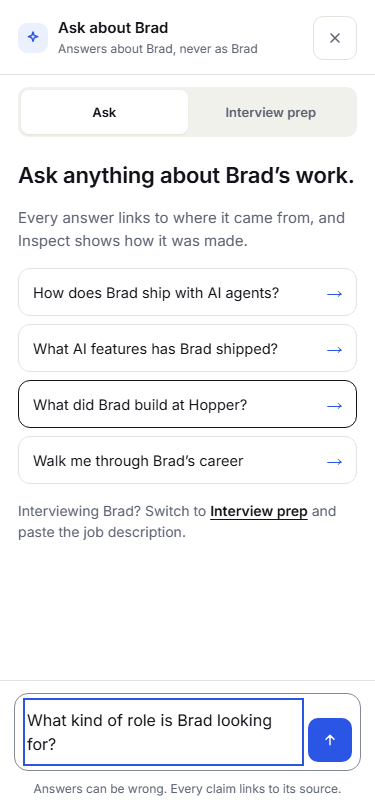 Ask about Brad
Answers about Brad, never as Brad
Ask
Interview prep
Ask anything about Brad’s work.
Every answer links to where it came from, and
Inspect shows how it was made.
How does Brad ship with AI agents?
What AI features has Brad shipped?
What did Brad build at Hopper?
Walk me through Brad’s career
Interviewing Brad? Switch to Interview prep and
paste the job description.
What kind of role is Brad looking
for?
Answers can be wrong. Every claim links to its source.